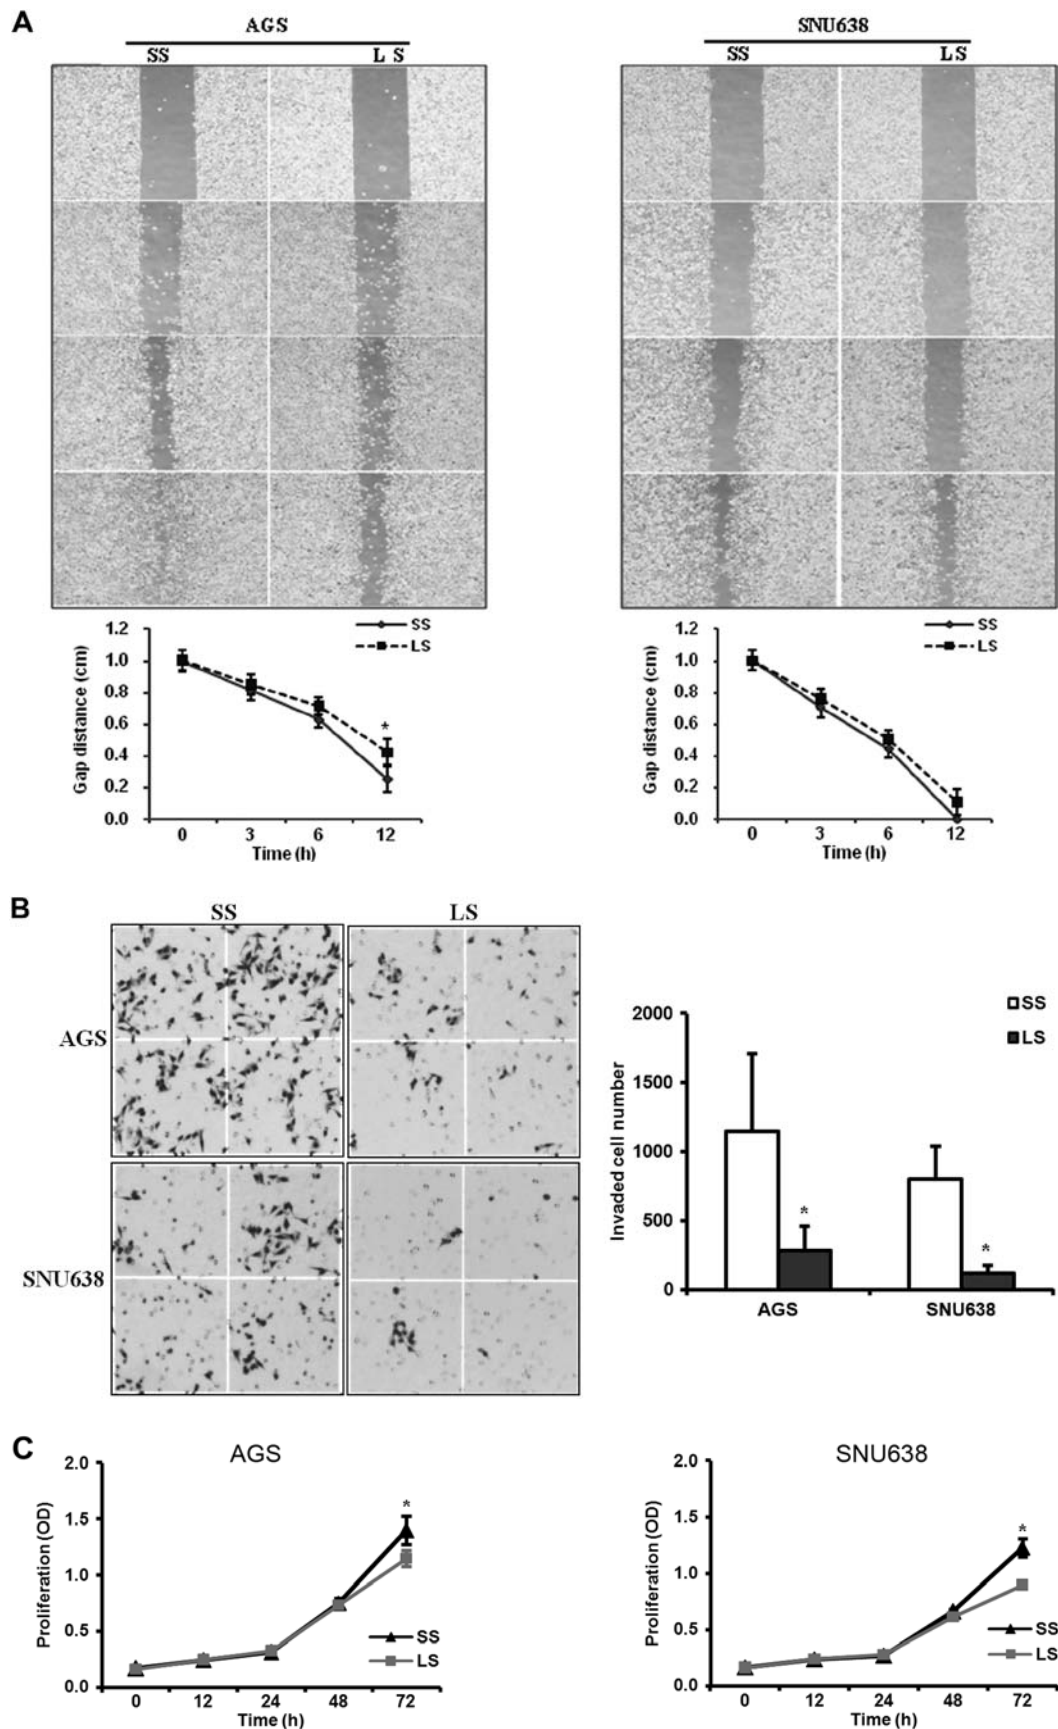 A
AGS
SNU638
SS
L S
SS
L S
1.2
1.0
0.8
0.6
0.4
0.2
0.0
Gap distance (cm)
SS
LS
*
0 3 6 12
Time (h)
1.2
1.0
0.8
0.6
0.4
0.2
0.0
Gap distance (cm)
SS
LS
0 3 6 12
Time (h)
B
SS
LS
AGS
SNU638
2000
1500
1000
500
0
Invaded cell number
SS
LS
*
*
AGS
SNU638
C
AGS
2.0
1.5
1.0
0.5
0.0
Proliferation (OD)
*
SS
LS
0 12 24 48 72
Time (h)
SNU638
2.0
1.5
1.0
0.5
0.0
Proliferation (OD)
*
SS
LS
0 12 24 48 72
Time (h)